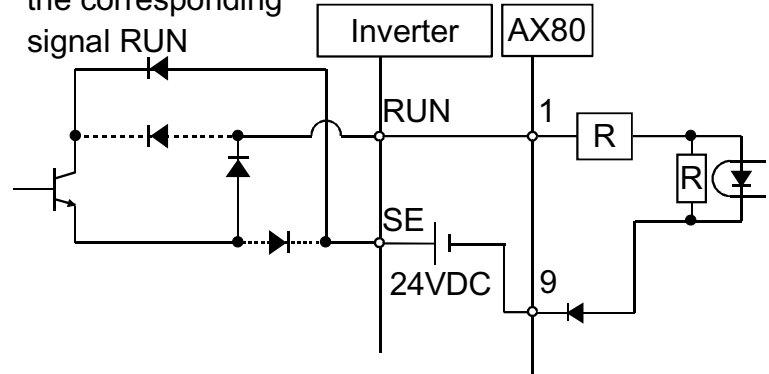 the corresponding
signal RUN
Inverter
AX80
RUN
1
R
R
SE
24VDC
9